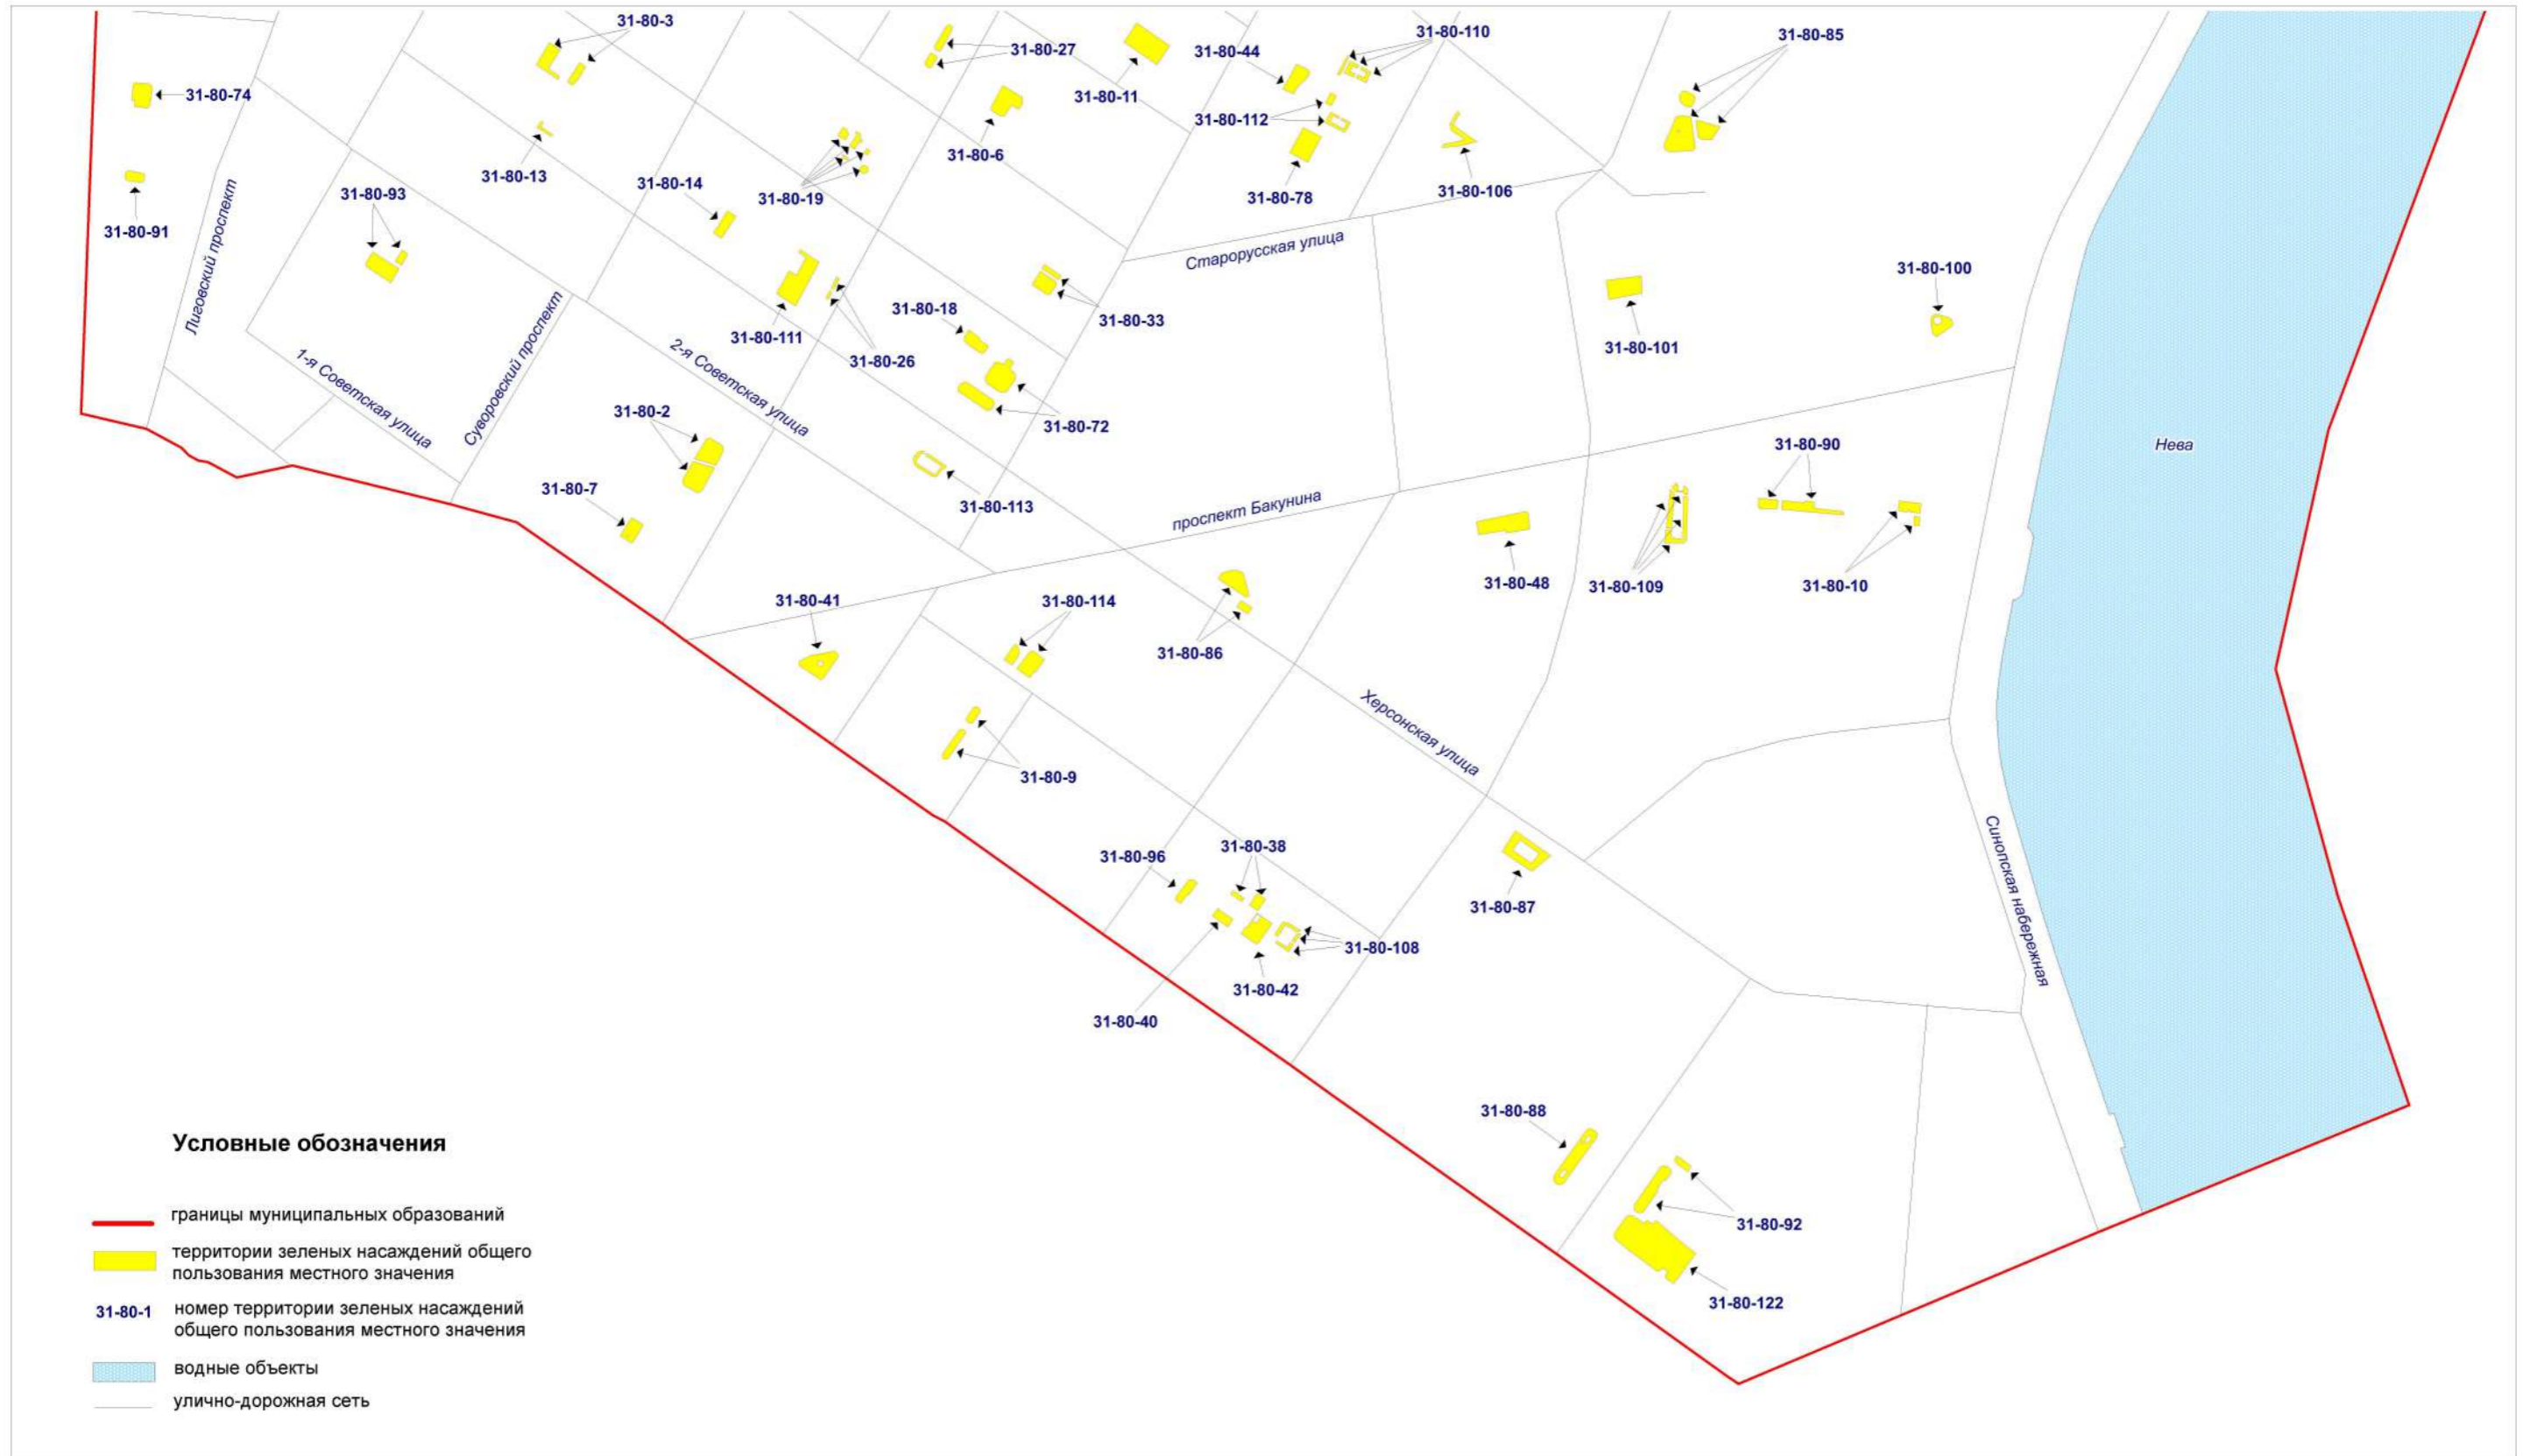 31-80-3
31-80-110
31-80-85
31-80-27
31-80-44
31-80-74
31-80-11
31-80-112
31-80-6
31-80-13
31-80-14
31-80-93
31-80-19
31-80-78
31-80-106
31-80-91
Лиговский проспект
Старорусская улица
31-80-100
31-80-18
31-80-33
31-80-111
31-80-101
31-80-26
1-я Советская улица
Суворовский проспект
2-я Советская улица
31-80-2
31-80-72
31-80-90
Нева
31-80-7
31-80-113
проспект Бакунина
31-80-48
31-80-109
31-80-10
31-80-41
31-80-114
31-80-86
Херсонская улица
31-80-9
31-80-38
31-80-96
Синопская набережная
31-80-87
31-80-108
31-80-42
31-80-40
31-80-88
31-80-92
31-80-122
Условные обозначения
границы муниципальных образований
территории зеленых насаждений общего
пользования местного значения
31-80-1
номер территории зеленых насаждений
общего пользования местного значения
водные объекты
улично-дорожная сеть